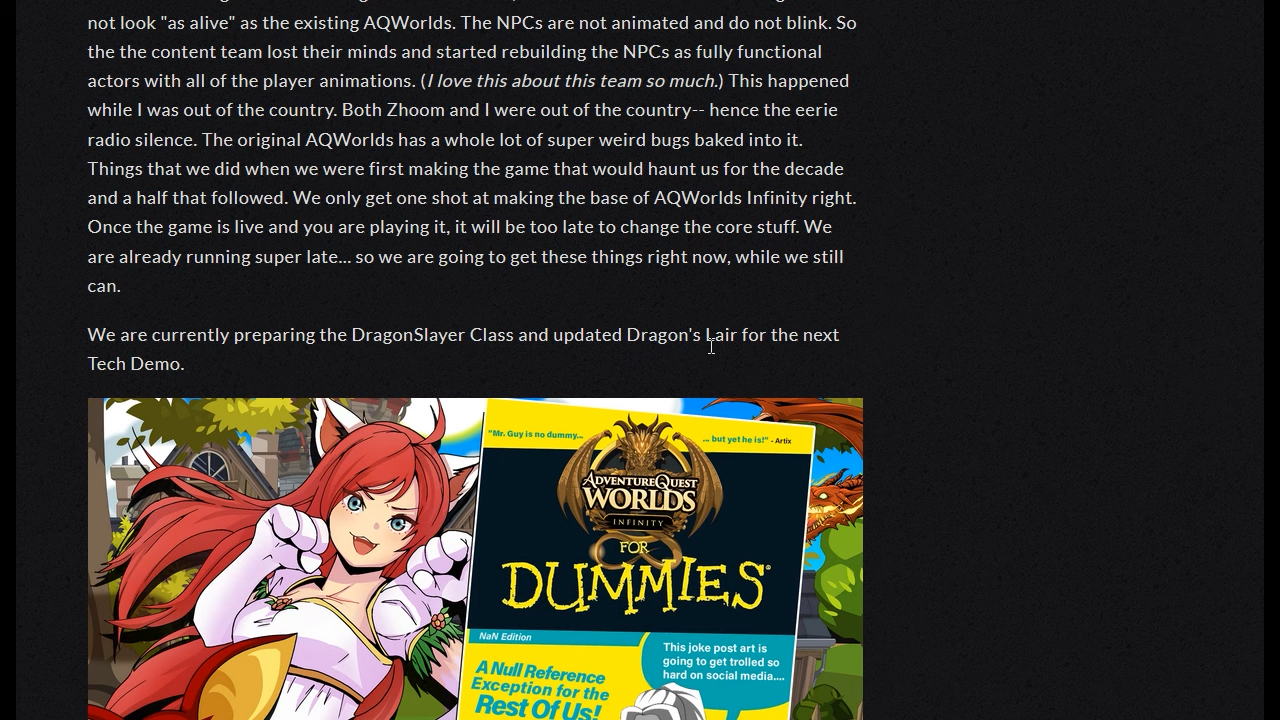 not look "as alive" as the existing AQWorlds. The NPCs are not animated and do not blink. So
the the content team lost their minds and started rebuilding the NPCs as fully functional
actors with all of the player animations. (I love this about this team so much.) This happened
while I was out of the country. Both Zhoom and I were out of the country-- hence the eerie
radio silence. The original AQWorlds has a whole lot of super weird bugs baked into it.
Things that we did when we were first making the game that would haunt us for the decade
and a half that followed. We only get one shot at making the base of AQWorlds Infinity right.
Once the game is live and you are playing it, it will be too late to change the core stuff. We
are already running super late... so we are going to get these things right now, while we still
can.
We are currently preparing the DragonSlayer Class and updated Dragon's Lair for the next
Tech Demo.
"Mr. Guy is no dummy...
... but yet he is!" - Artix
ADVENTUREQUEST
WORLDS
INFINITY
FOR
DUMMIES®
NaN Edition
A Null Reference
Exception for the
Rest Of Us!
This joke post art is
going to get trolled so
hard on social media....